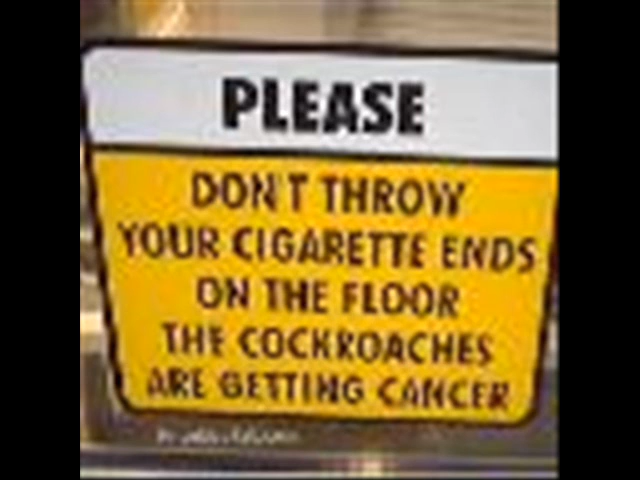 PLEASE
DON'T THROW
YOUR CIGARETTE ENDS
ON THE FLOOR
THE COCKROACHES
ARE GETTING CANCER